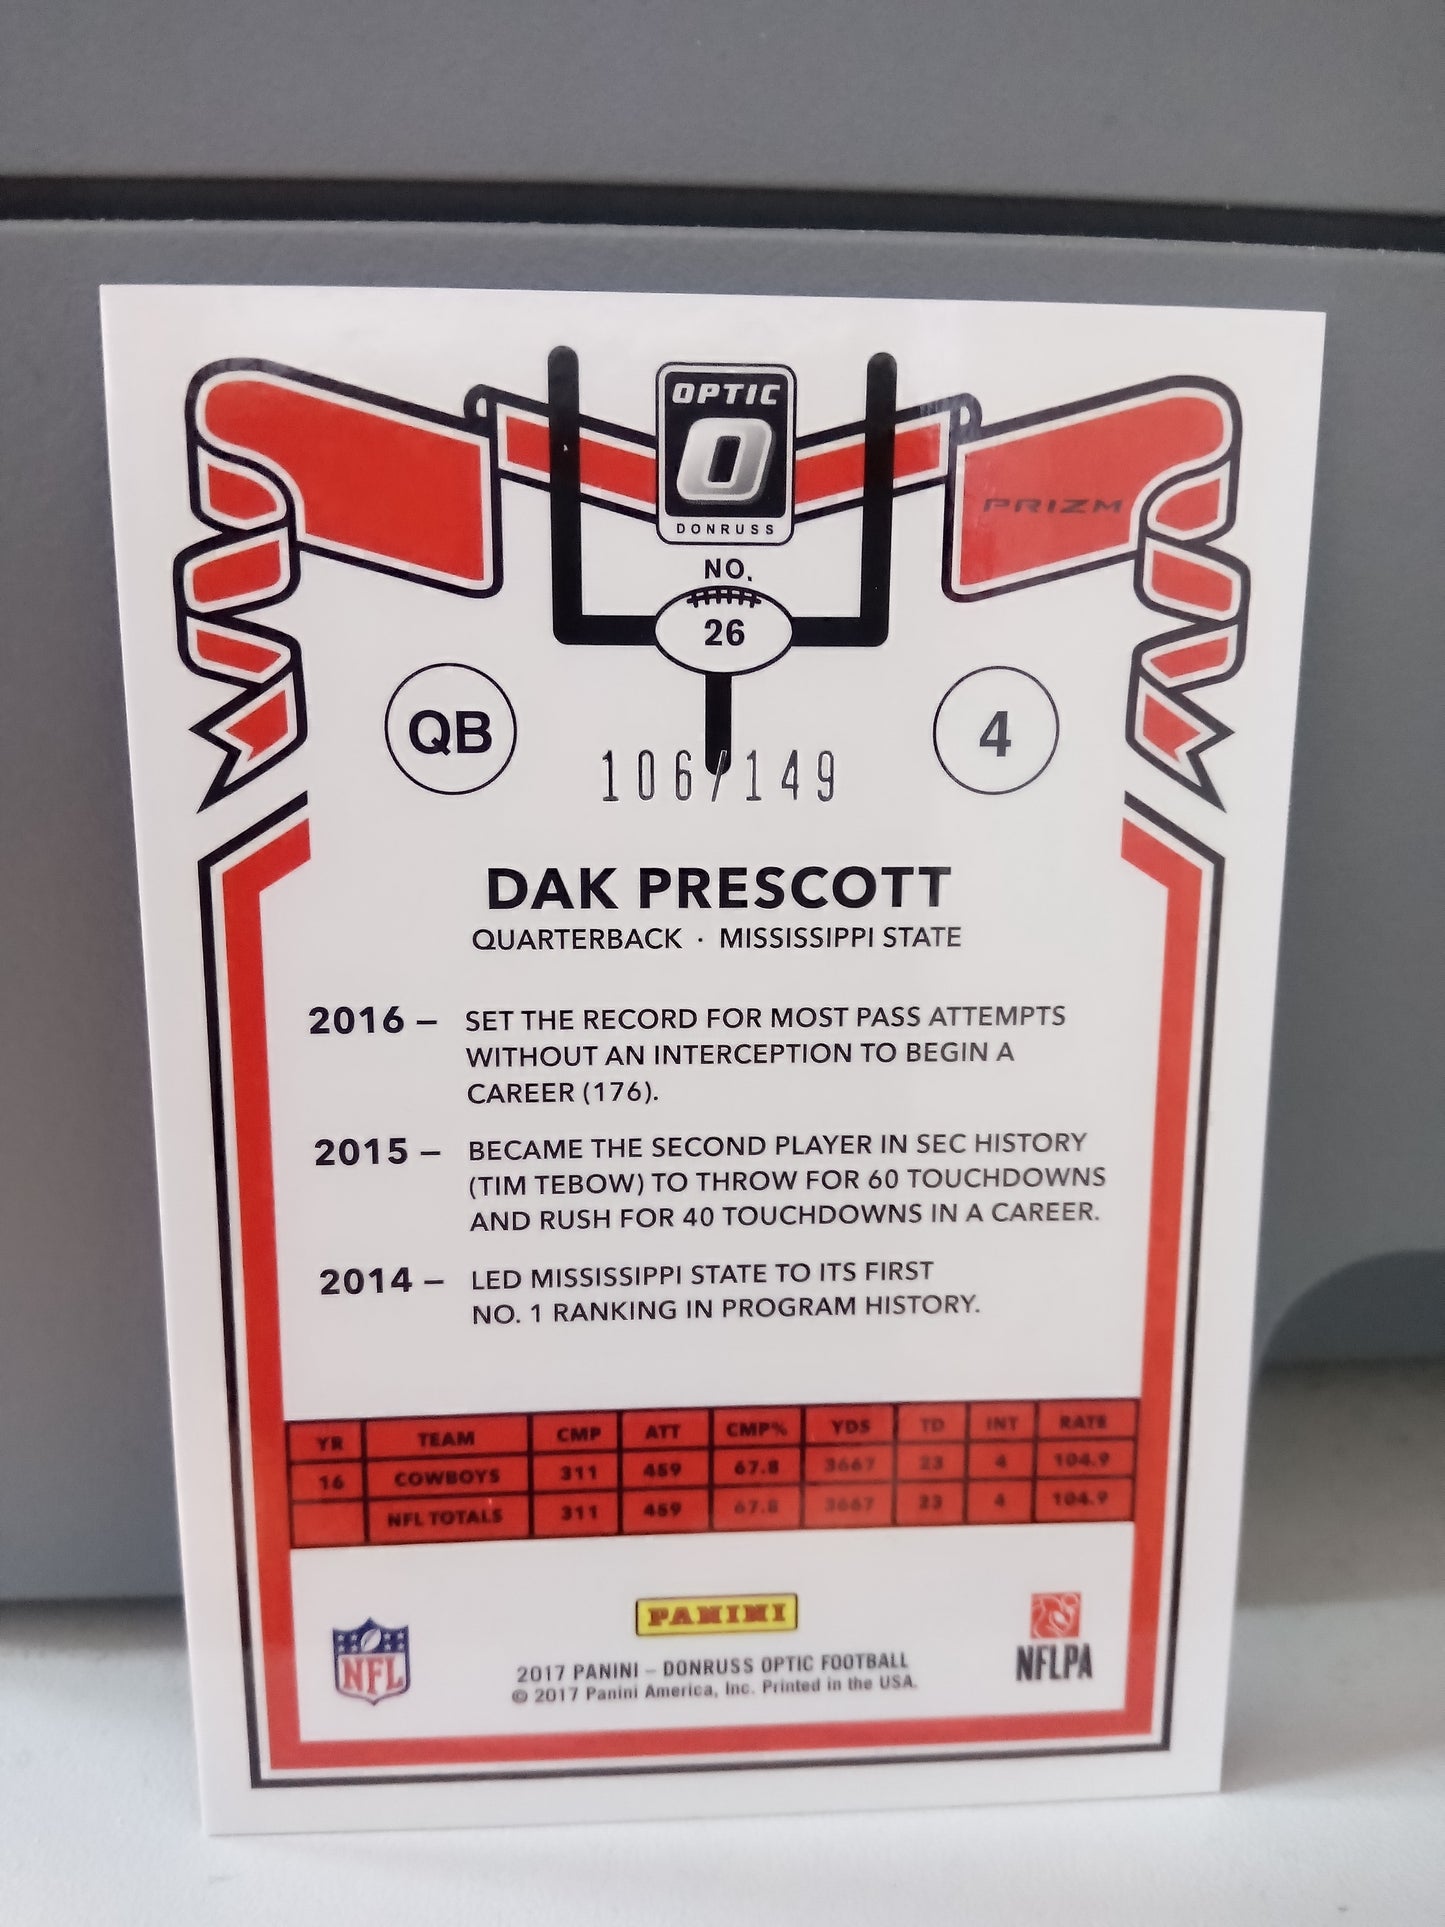 OPTIC
O
DONRUSS
PRIZM
NO.
26
QB
4
106/149
DAK PRESCOTT
QUARTERBACK · MISSISSIPPI STATE
2016 – SET THE RECORD FOR MOST PASS ATTEMPTS
WITHOUT AN INTERCEPTION TO BEGIN A
CAREER (176).
2015 – BECAME THE SECOND PLAYER IN SEC HISTORY
(TIM TEBOW) TO THROW FOR 60 TOUCHDOWNS
AND RUSH FOR 40 TOUCHDOWNS IN A CAREER.
2014 – LED MISSISSIPPI STATE TO ITS FIRST
NO. 1 RANKING IN PROGRAM HISTORY.
YR TEAM CMP ATT CMP% YDS TD INT RATE
16 COWBOYS 311 459 67.8 3667 23 4 104.9
NFL TOTALS 311 459 67.8 3667 23 4 104.9
PANINI
NFL
NFLPA
2017 PANINI – DONRUSS OPTIC FOOTBALL
© 2017 Panini America, Inc. Printed in the USA.